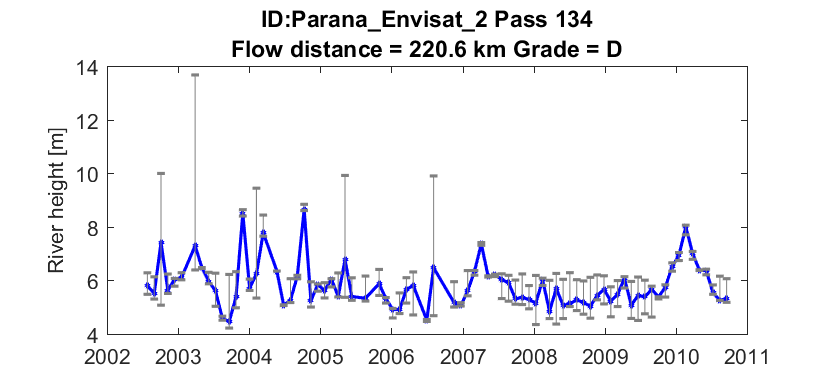 ID:Parana_Envisat_2 Pass 134
Flow distance = 220.6 km Grade = D
River height [m]
14
12
10
8
6
4
2002 2003 2004 2005 2006 2007 2008 2009 2010 2011